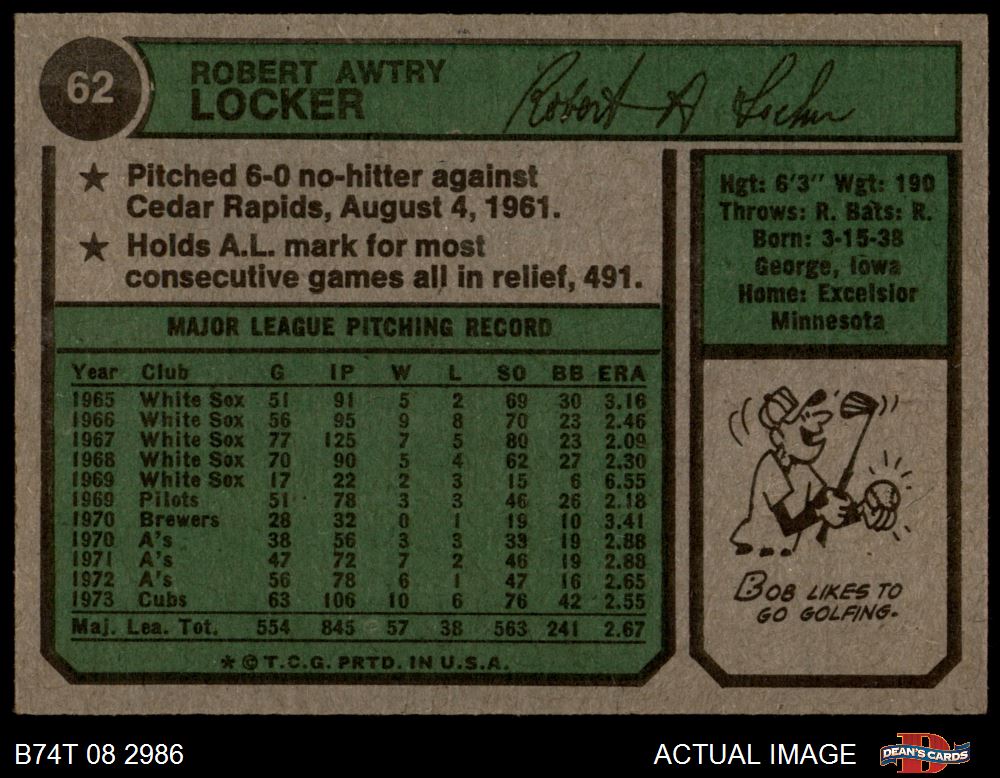 62
ROBERT AWTRY
LOCKER
Robert A Locker
★ Pitched 6-0 no-hitter against
Cedar Rapids, August 4, 1961.
★ Holds A.L. mark for most
consecutive games all in relief, 491.
Hgt: 6'3" Wgt: 190
Throws: R. Bats: R.
Born: 3-15-38
George, Iowa
Home: Excelsior
Minnesota
MAJOR LEAGUE PITCHING RECORD
Year Club G IP W L SO BB ERA
1965 White Sox 51 91 5 2 69 30 3.16
1966 White Sox 56 95 9 8 70 23 2.46
1967 White Sox 77 125 7 5 80 23 2.09
1968 White Sox 70 90 5 4 62 27 2.30
1969 White Sox 17 22 2 3 15 6 6.55
1969 Pilots 51 78 3 3 46 26 2.18
1970 Brewers 28 32 0 1 19 10 3.41
1970 A's 38 56 3 3 33 19 2.88
1971 A's 47 72 7 2 46 19 2.88
1972 A's 56 78 6 1 47 16 2.65
1973 Cubs 63 106 10 6 76 42 2.55
Maj. Lea. Tot. 554 845 57 38 563 241 2.67
★ © T.C.G. PRTD. IN U.S.A.
BOB LIKES TO
GO GOLFING.
B74T 08 2986
ACTUAL IMAGE
DEAN'S CARDS